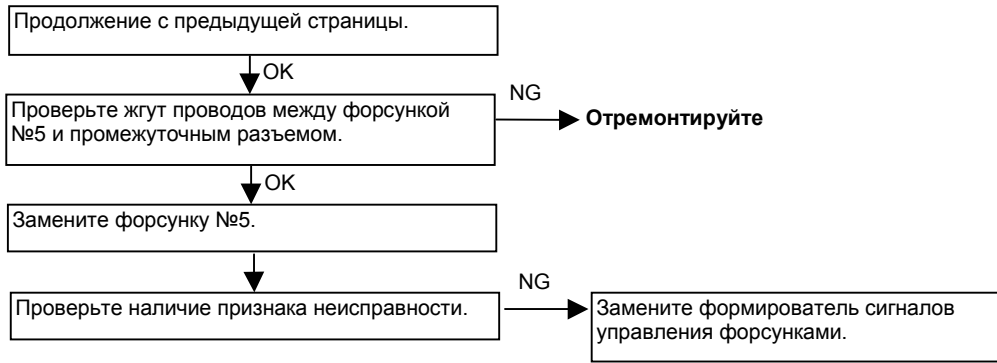 Продолжение с предыдущей страницы.
OK
Проверьте жгут проводов между форсункой
№5 и промежуточным разъемом.
NG
Отремонтируйте
OK
Замените форсунку №5.
Проверьте наличие признака неисправности.
NG
Замените формирователь сигналов
управления форсунками.